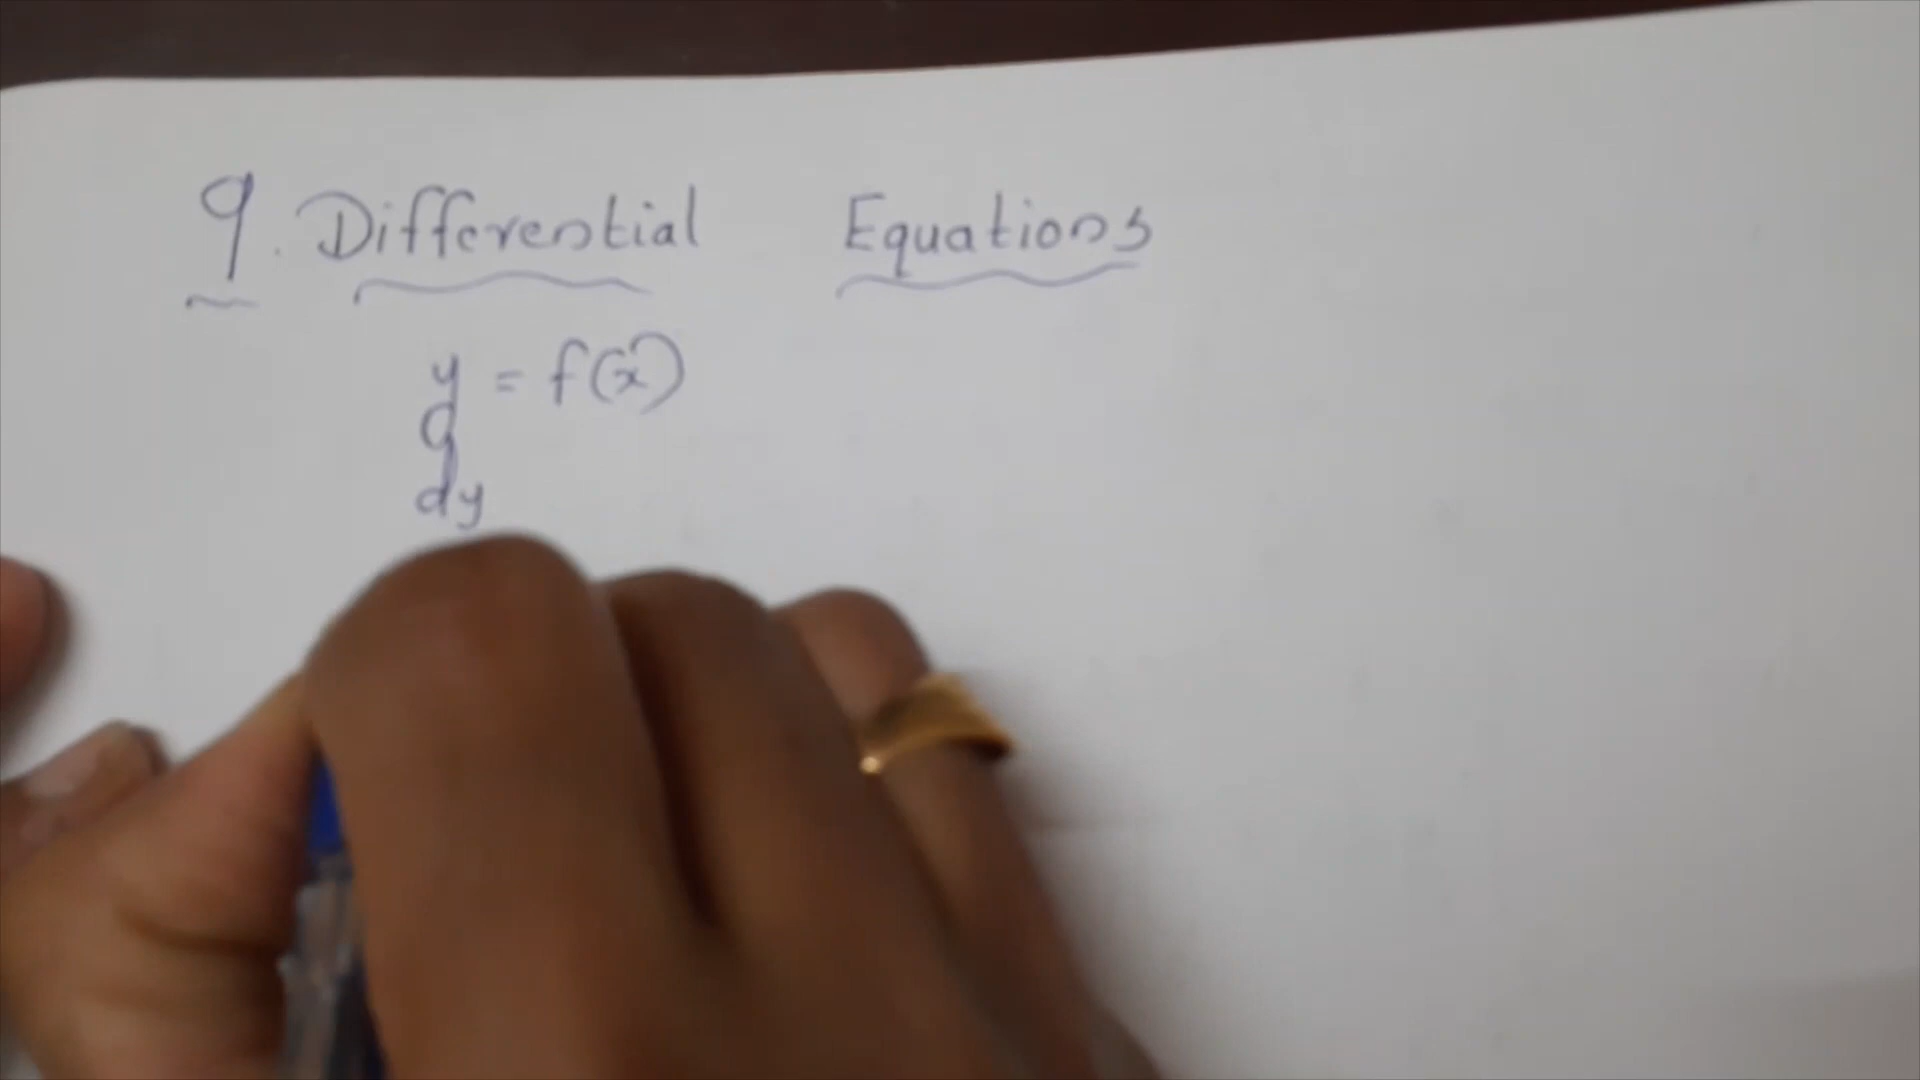 9. Differential Equations
y = f(x)
dy